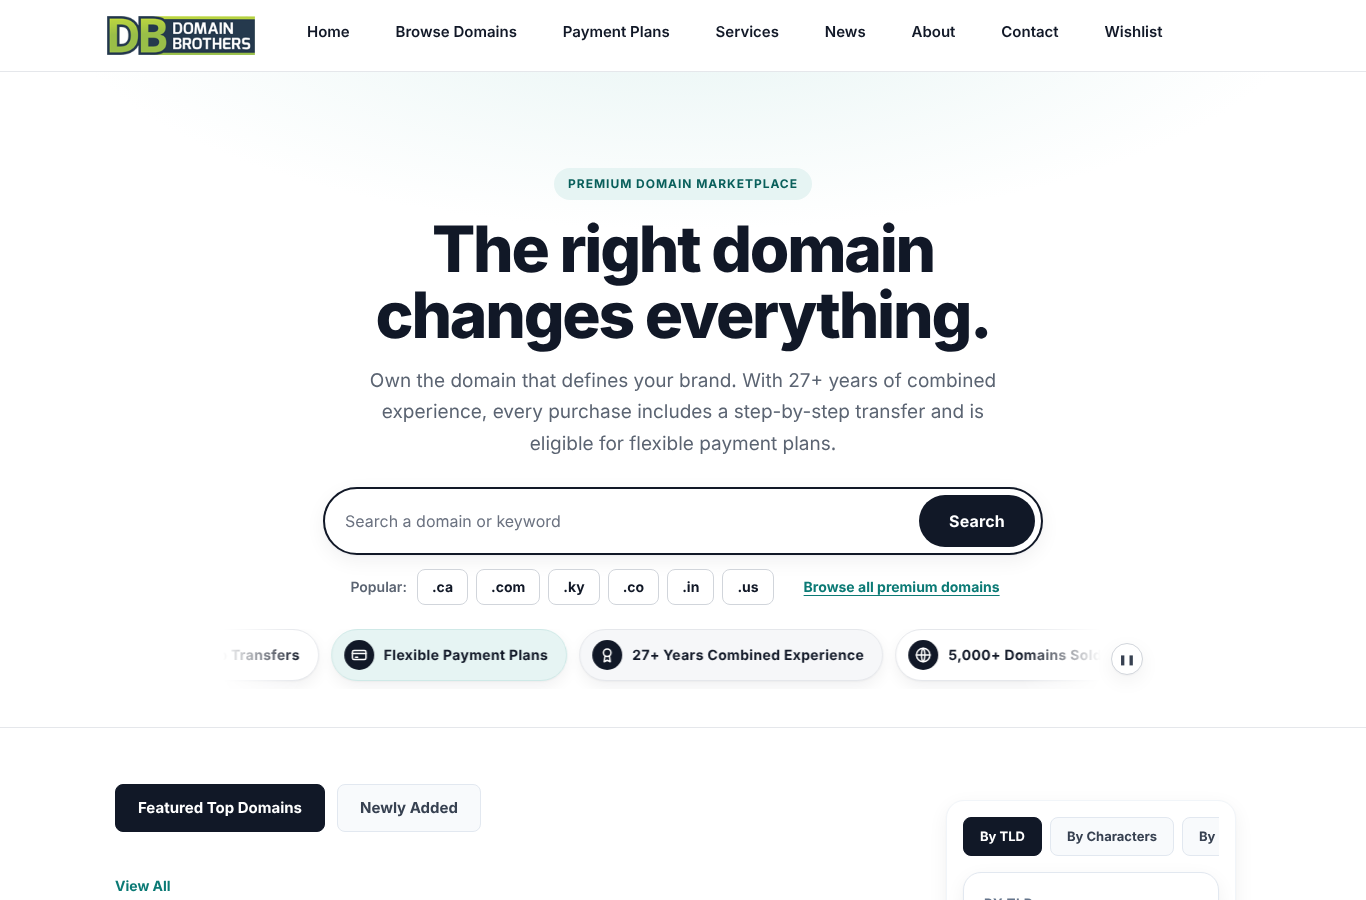 DB DOMAIN BROTHERS
Home
Browse Domains
Payment Plans
Services
News
About
Contact
Wishlist
PREMIUM DOMAIN MARKETPLACE
The right domain
changes everything.
Own the domain that defines your brand. With 27+ years of combined
experience, every purchase includes a step-by-step transfer and is
eligible for flexible payment plans.
Search a domain or keyword
Search
Popular:
.ca
.com
.ky
.co
.in
.us
Browse all premium domains
Transfers
Flexible Payment Plans
27+ Years Combined Experience
5,000+ Domains Sold
Featured Top Domains
Newly Added
By TLD
By Characters
By
View All
BY TLD